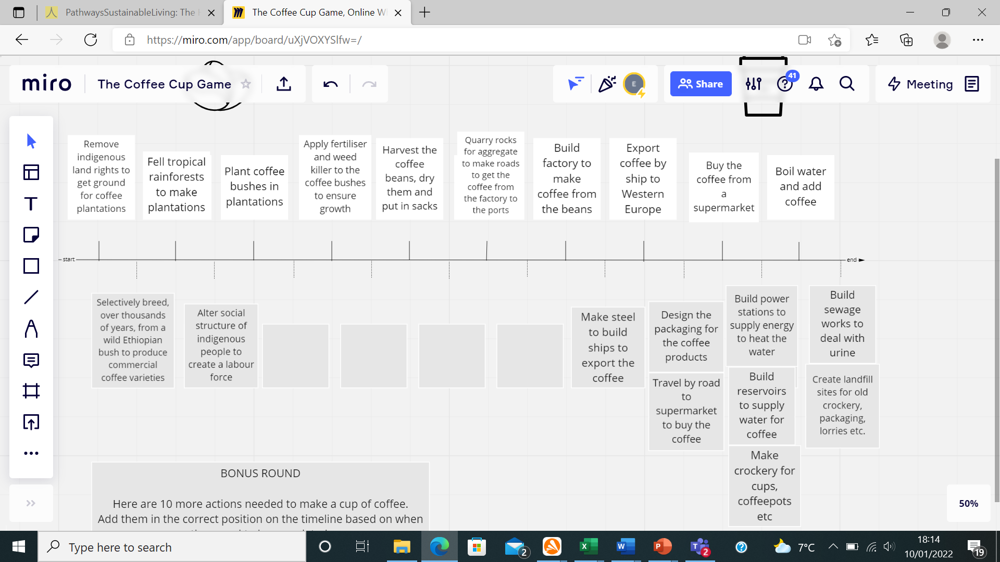 PathwaysSustainableLiving: The
The Coffee Cup Game, Online W
https://miro.com/app/board/uXjVOXYSlfw=/
miro
The Coffee Cup Game
E
Share
41
Meeting
Remove
indigenous
land rights to
get ground
for coffee
plantations
Fell tropical
rainforests
to make
plantations
Plant coffee
bushes in
plantations
Apply fertiliser
and weed
killer to the
coffee bushes
to ensure
growth
Harvest the
coffee
beans, dry
them and
put in sacks
Quarry rocks
for aggregate
to make roads
to get the
coffee from
the factory to
the ports
Build
factory to
make
coffee from
the beans
Export
coffee by
ship to
Western
Europe
Buy the
coffee from
a
supermarket
Boil water
and add
coffee
start
end
Selectively breed,
over thousands
of years, from a
wild Ethiopian
bush to produce
commercial
coffee varieties
Alter social
structure of
indigenous
people to
create a labour
force
Make steel
to build
ships to
export the
coffee
Design the
packaging for
the coffee
products
Travel by road
to
supermarket
to buy the
coffee
Build power
stations to
supply energy
to heat the
water
Build
reservoirs
to supply
water for
coffee
Make
crockery for
cups,
coffeepots
etc
Build
sewage
works to
deal with
urine
Create landfill
sites for old
crockery,
packaging,
lorries etc.
BONUS ROUND
Here are 10 more actions needed to make a cup of coffee.
Add them in the correct position on the timeline based on when
50%
Type here to search
2
2
7°C
18:14
10/01/2022
19